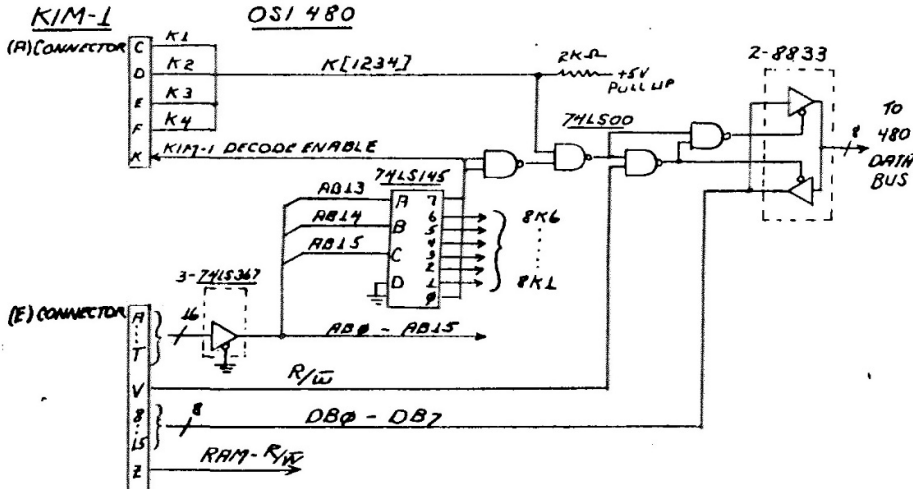 KIM-1
OSI 480
(A) CONNECTOR
C
K1
D
K2
K[1234]
E
K3
F
K4
K
KIM-1 DECODE ENABLE
2KΩ
+5V
PULL UP
2-8833
74LS00
TO
480
DATA
BUS
8
74LS145
AB13
A
7
AB14
B
6
5
AB15
C
4
3
D
2
1
Ø
8K6
8K1
3-74LS367
(E) CONNECTOR
A
T
16
ABØ - AB15
V
R/W̅
8
15
8
DBØ - DB7
Z
RAM-R/W̅